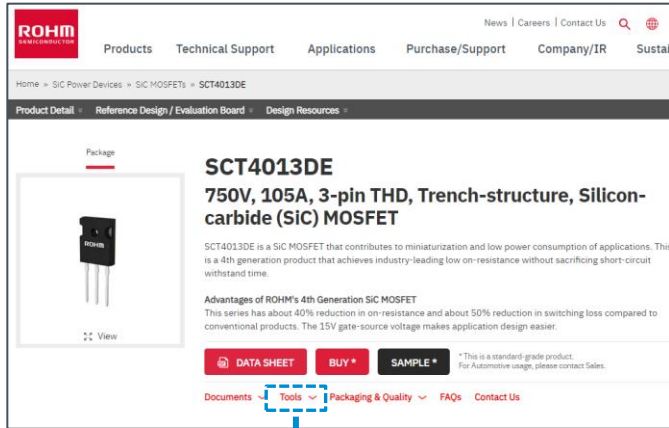 ROHM
SEMICONDUCTOR
News | Careers | Contact Us
Products Technical Support Applications Purchase/Support Company/IR Sustai
Home » SiC Power Devices » SiC MOSFETs » SCT4013DE
Product Detail Reference Design / Evaluation Board Design Resources
Package
ROHM
View
SCT4013DE
750V, 105A, 3-pin THD, Trench-structure, Silicon-
carbide (SiC) MOSFET
SCT4013DE is a SiC MOSFET that contributes to miniaturization and low power consumption of applications. This
is a 4th generation product that achieves industry-leading low on-resistance without sacrificing short-circuit
withstand time.
Advantages of ROHM's 4th Generation SiC MOSFET
This series has about 40% reduction in on-resistance and about 50% reduction in switching loss compared to
conventional products. The 15V gate-source voltage makes application design easier.
DATA SHEET BUY * SAMPLE * * This is a standard-grade product.
For Automotive usage, please contact Sales.
Documents Tools Packaging & Quality FAQs Contact Us